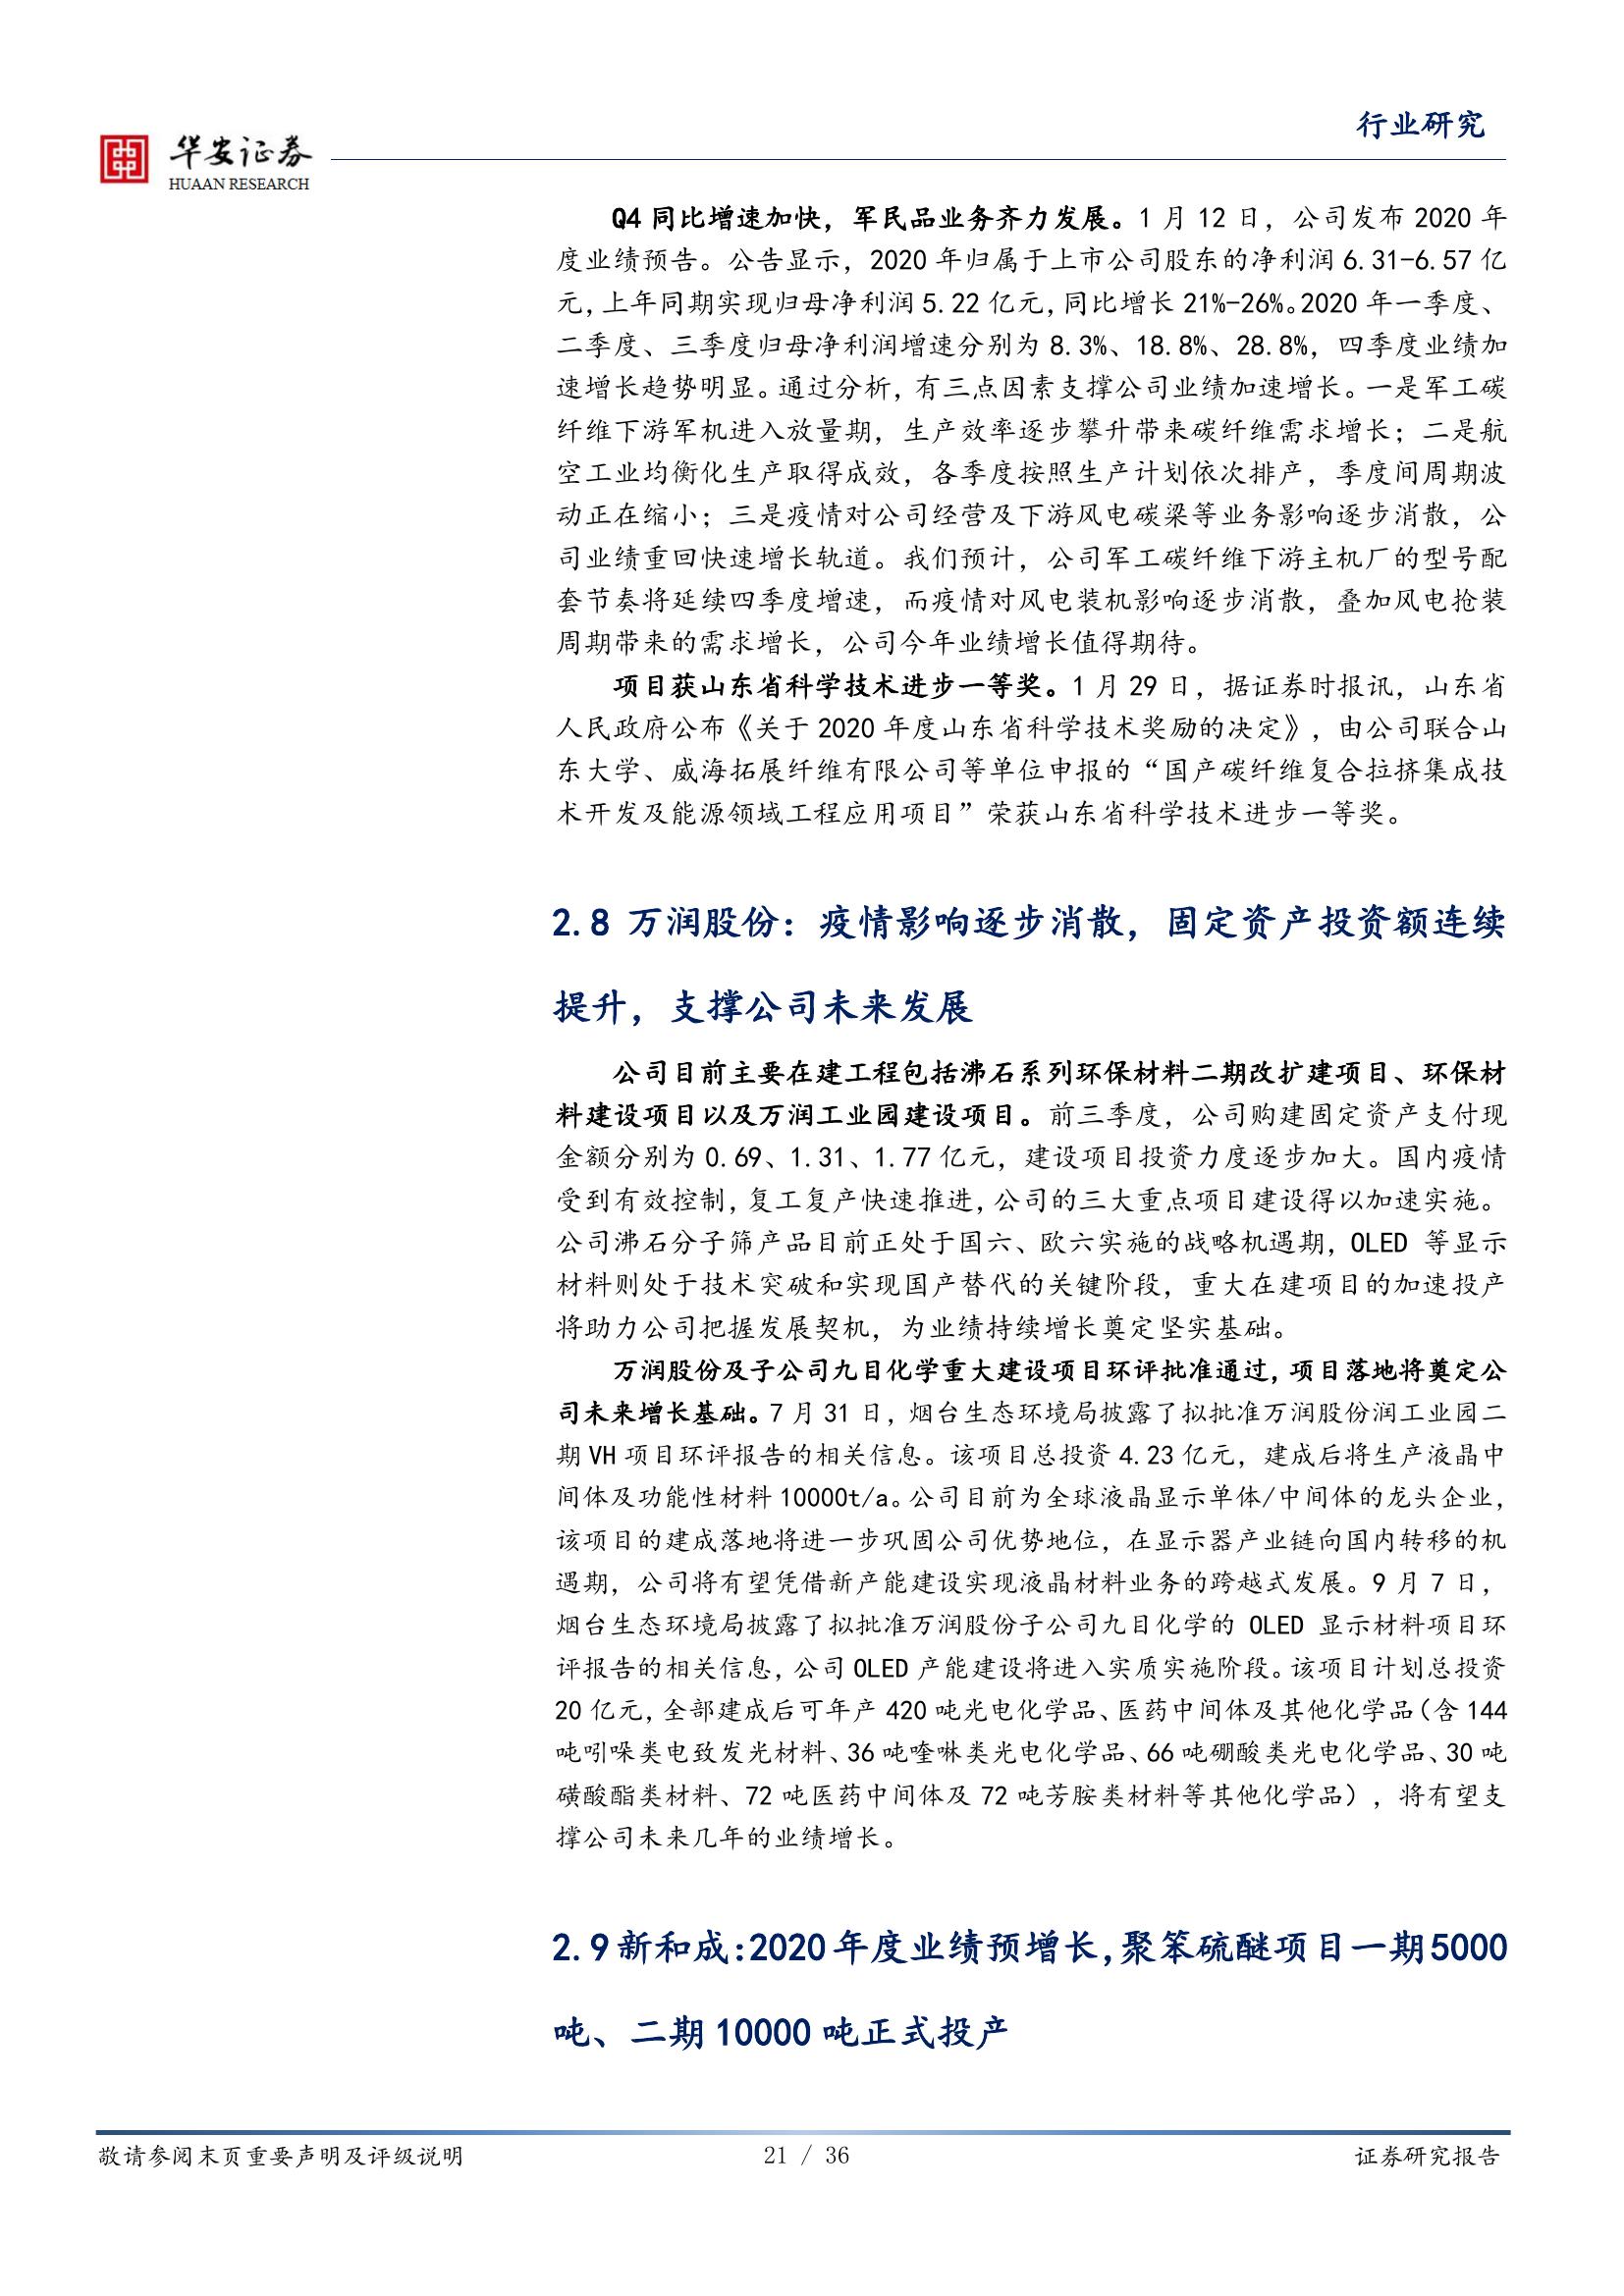 行业研究
华安证券
HUAAN RESEARCH
Q4 同比增速加快，军民品业务齐力发展。1 月 12 日，公司发布 2020 年
度业绩预告。公告显示，2020 年归属于上市公司股东的净利润 6.31-6.57 亿
元，上年同期实现归母净利润 5.22 亿元，同比增长 21%-26%。2020 年一季度、
二季度、三季度归母净利润增速分别为 8.3%、18.8%、28.8%，四季度业绩加
速增长趋势明显。通过分析，有三点因素支撑公司业绩加速增长。一是军工碳
纤维下游军机进入放量期，生产效率逐步攀升带来碳纤维需求增长；二是航
空工业均衡化生产取得成效，各季度按照生产计划依次排产，季度间周期波
动正在缩小；三是疫情对公司经营及下游风电碳梁等业务影响逐步消散，公
司业绩重回快速增长轨道。我们预计，公司军工碳纤维下游主机厂的型号配
套节奏将延续四季度增速，而疫情对风电装机影响逐步消散，叠加风电抢装
周期带来的需求增长，公司今年业绩增长值得期待。
项目获山东省科学技术进步一等奖。1 月 29 日，据证券时报讯，山东省
人民政府公布《关于 2020 年度山东省科学技术奖励的决定》，由公司联合山
东大学、威海拓展纤维有限公司等单位申报的“国产碳纤维复合拉挤集成技
术开发及能源领域工程应用项目”荣获山东省科学技术进步一等奖。
2.8 万润股份：疫情影响逐步消散，固定资产投资额连续
提升，支撑公司未来发展
公司目前主要在建工程包括沸石系列环保材料二期改扩建项目、环保材
料建设项目以及万润工业园建设项目。前三季度，公司购建固定资产支付现
金额分别为 0.69、1.31、1.77 亿元，建设项目投资力度逐步加大。国内疫情
受到有效控制，复工复产快速推进，公司的三大重点项目建设得以加速实施。
公司沸石分子筛产品目前正处于国六、欧六实施的战略机遇期，OLED 等显示
材料则处于技术突破和实现国产替代的关键阶段，重大在建项目的加速投产
将助力公司把握发展契机，为业绩持续增长奠定坚实基础。
万润股份及子公司九目化学重大建设项目环评批准通过，项目落地将奠定公
司未来增长基础。7 月 31 日，烟台生态环境局披露了拟批准万润股份润工业园二
期 VH 项目环评报告的相关信息。该项目总投资 4.23 亿元，建成后将生产液晶中
间体及功能性材料 10000t/a。公司目前为全球液晶显示单体/中间体的龙头企业，
该项目的建成落地将进一步巩固公司优势地位，在显示器产业链向国内转移的机
遇期，公司将有望凭借新产能建设实现液晶材料业务的跨越式发展。9 月 7 日，
烟台生态环境局披露了拟批准万润股份子公司九目化学的 OLED 显示材料项目环
评报告的相关信息，公司 OLED 产能建设将进入实质实施阶段。该项目计划总投资
20 亿元，全部建成后可年产 420 吨光电化学品、医药中间体及其他化学品（含 144
吨吲哚类电致发光材料、36 吨喹啉类光电化学品、66 吨硼酸类光电化学品、30 吨
磺酸酯类材料、72 吨医药中间体及 72 吨芳胺类材料等其他化学品），将有望支
撑公司未来几年的业绩增长。
2.9 新和成：2020 年度业绩预增长，聚笨硫醚项目一期 5000
吨、二期 10000 吨正式投产
敬请参阅末页重要声明及评级说明
21 / 36
证券研究报告